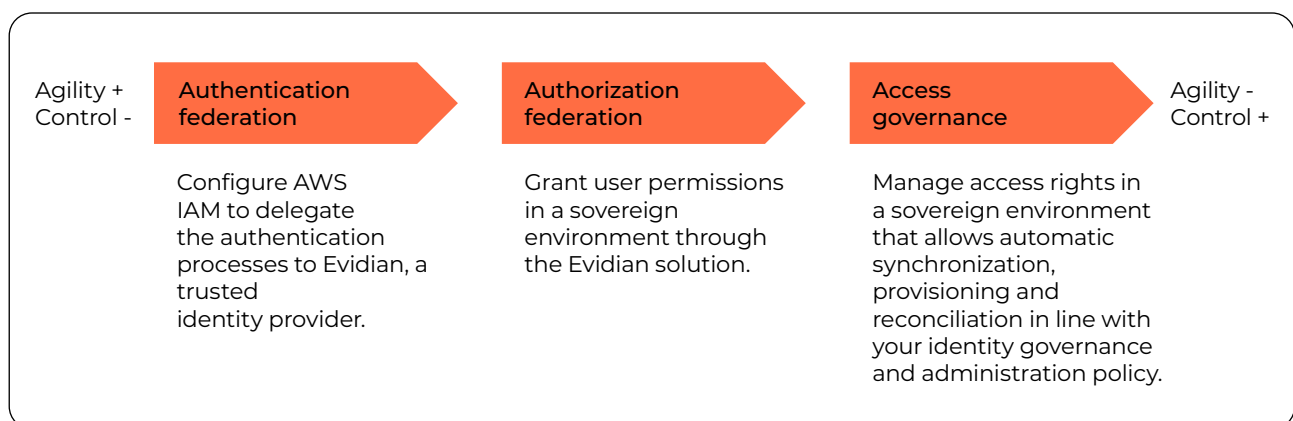 Agility +
Control -
Authentication
federation
Configure AWS
IAM to delegate
the authentication
processes to Evidian, a
trusted
identity provider.
Authorization
federation
Grant user permissions
in a sovereign
environment through
the Evidian solution.
Access
governance
Manage access rights in
a sovereign environment
that allows automatic
synchronization,
provisioning and
reconciliation in line with
your identity governance
and administration policy.
Agility -
Control +